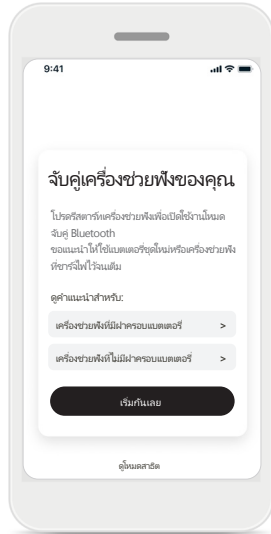 9:41
จับคู่เครื่องช่วยฟังของคุณ
โปรดรีสตาร์ทเครื่องช่วยฟังเพื่อเปิดใช้งานโหมด
จับคู่ Bluetooth
ขอแนะนำให้ใช้แบตเตอรี่ชุดใหม่หรือเครื่องช่วยฟัง
ที่ชาร์จไฟไว้จนเต็ม
ดูคำแนะนำสำหรับ:
เครื่องช่วยฟังที่มีฝาครอบแบตเตอรี่ >
เครื่องช่วยฟังที่ไม่มีฝาครอบแบตเตอรี่ >
เริ่มกันเลย
ดูโหมดสาธิต